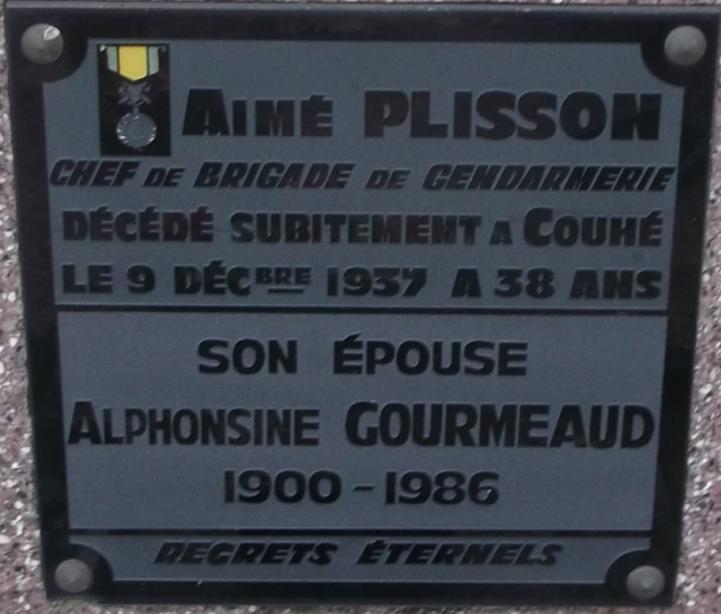 AIMÉ PLISSON
CHEF DE BRIGADE DE GENDARMERIE
DÉCÉDÉ SUBITEMENT A COUHÉ
LE 9 DÉCBRE 1937 A 38 ANS
SON ÉPOUSE
ALPHONSINE GOURMEAUD
1900 - 1986
REGRETS ÉTERNELS